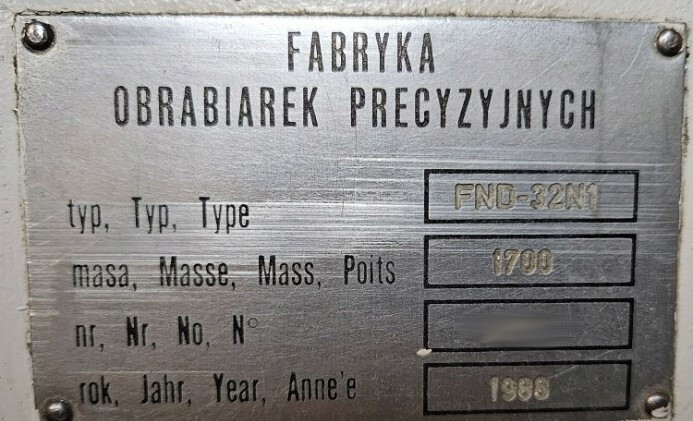 FABRYKA
OBRABIAREK PRECYZYJNYCH
typ, Typ, Type FND-32N1
masa, Masse, Mass, Poits 1700
nr, Nr, No, N°
rok, Jahr, Year, Anne'e 1988